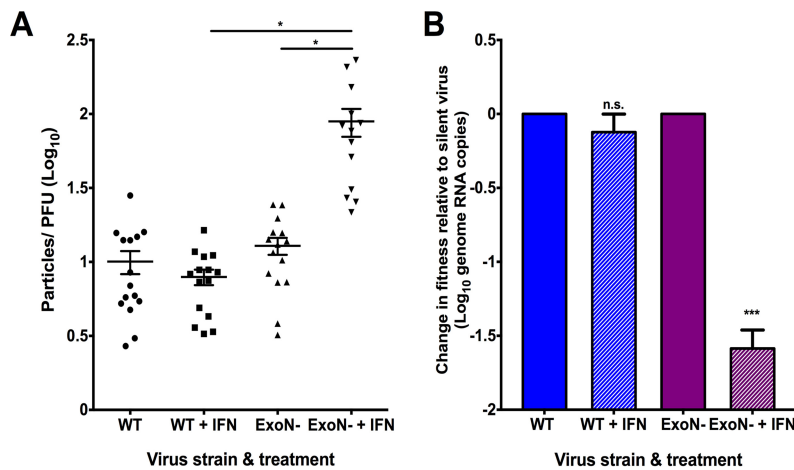 A
Particles/ PFU (Log10)
2.5
2
1.5
1
0.5
0
*
*
WT
WT + IFN
ExoN-
ExoN- + IFN
Virus strain & treatment
B
Change in fitness relative to silent virus
(Log10 genome RNA copies)
0.5
0
-0.5
-1
-1.5
-2
n.s.
***
WT
WT + IFN
ExoN-
ExoN- + IFN
Virus strain & treatment